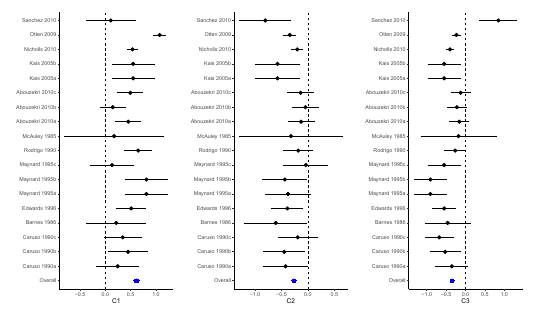 Sanchez 2010
Otten 2009
Nicholls 2010
Kais 2005b
Kais 2005a
Abouzekri 2010c
Abouzekri 2010b
Abouzekri 2010a
McAuley 1985
Rodrigo 1990
Maynard 1995c
Maynard 1995b
Maynard 1995a
Edwards 1996
Barnes 1986
Caruso 1990c
Caruso 1990b
Caruso 1990a
Overall
−0.5 0.0 0.5 1.0
C1
Sanchez 2010
Otten 2009
Nicholls 2010
Kais 2005b
Kais 2005a
Abouzekri 2010c
Abouzekri 2010b
Abouzekri 2010a
McAuley 1985
Rodrigo 1990
Maynard 1995c
Maynard 1995b
Maynard 1995a
Edwards 1996
Barnes 1986
Caruso 1990c
Caruso 1990b
Caruso 1990a
Overall
−1.0 −0.5 0.0 0.5
C2
Sanchez 2010
Otten 2009
Nicholls 2010
Kais 2005b
Kais 2005a
Abouzekri 2010c
Abouzekri 2010b
Abouzekri 2010a
McAuley 1985
Rodrigo 1990
Maynard 1995c
Maynard 1995b
Maynard 1995a
Edwards 1996
Barnes 1986
Caruso 1990c
Caruso 1990b
Caruso 1990a
Overall
−1.0 −0.5 0.0 0.5 1.0
C3